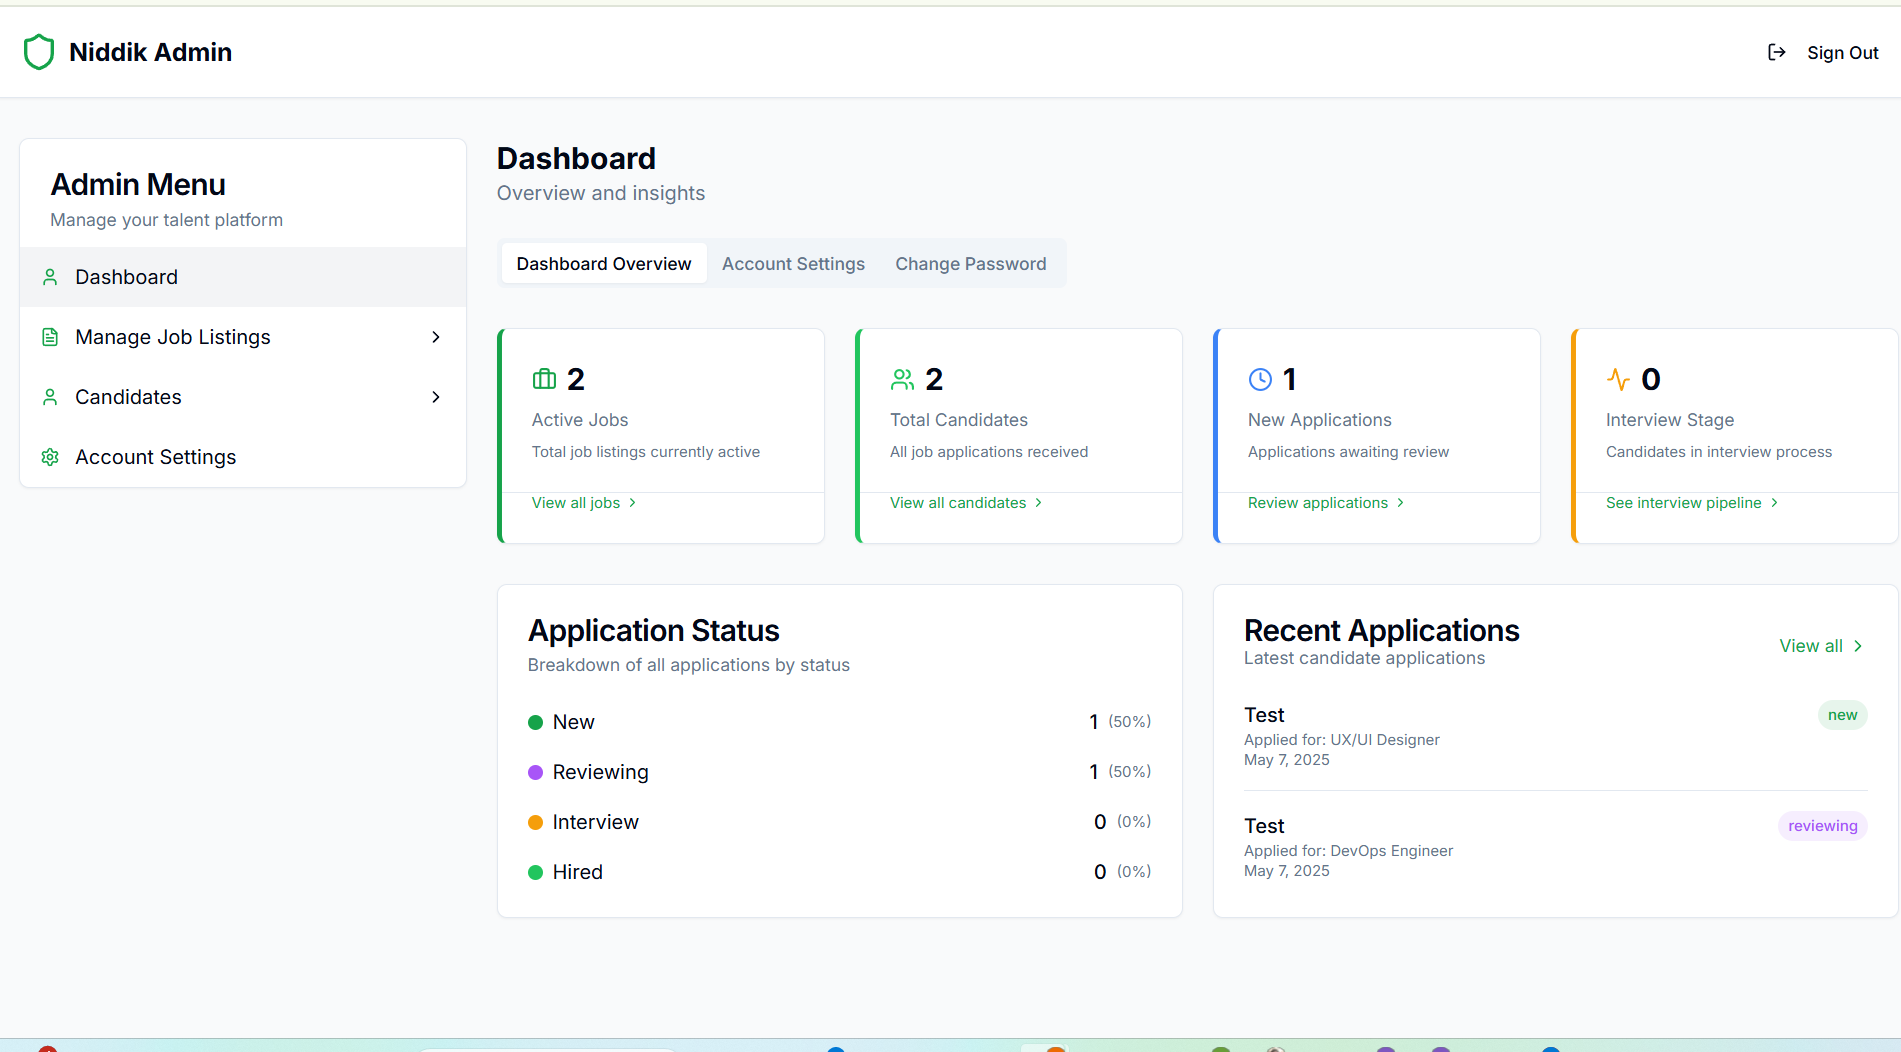 Niddik Admin
Sign Out
Admin Menu
Manage your talent platform
Dashboard
Manage Job Listings
Candidates
Account Settings
Dashboard
Overview and insights
Dashboard Overview
Account Settings
Change Password
2
Active Jobs
Total job listings currently active
View all jobs
2
Total Candidates
All job applications received
View all candidates
1
New Applications
Applications awaiting review
Review applications
0
Interview Stage
Candidates in interview process
See interview pipeline
Application Status
Breakdown of all applications by status
New 1 (50%)
Reviewing 1 (50%)
Interview 0 (0%)
Hired 0 (0%)
Recent Applications
Latest candidate applications
View all
Test new
Applied for: UX/UI Designer
May 7, 2025
Test reviewing
Applied for: DevOps Engineer
May 7, 2025